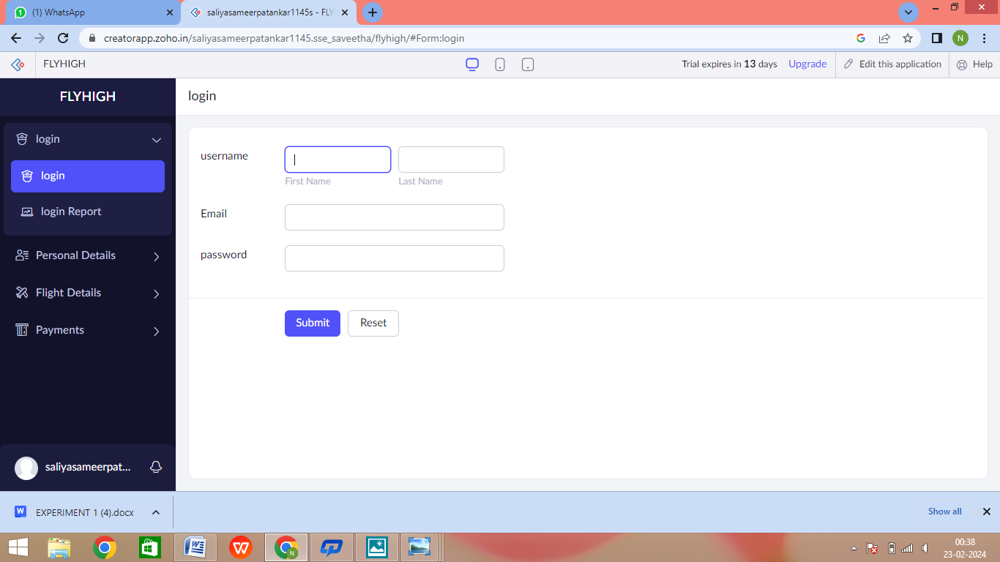 (1) WhatsApp
saliyasameerpatankar1145s - FLY
creatorapp.zoho.in/saliyasameerpatankar1145.sse_saveetha/flyhigh/#Form:login
N
FLYHIGH
Trial expires in 13 days
Upgrade
Edit this application
Help
FLYHIGH
login
login
login
login Report
Personal Details
Flight Details
Payments
saliyasameerpat...
username
First Name
Last Name
Email
password
Submit
Reset
EXPERIMENT 1 (4).docx
Show all
00:38
23-02-2024